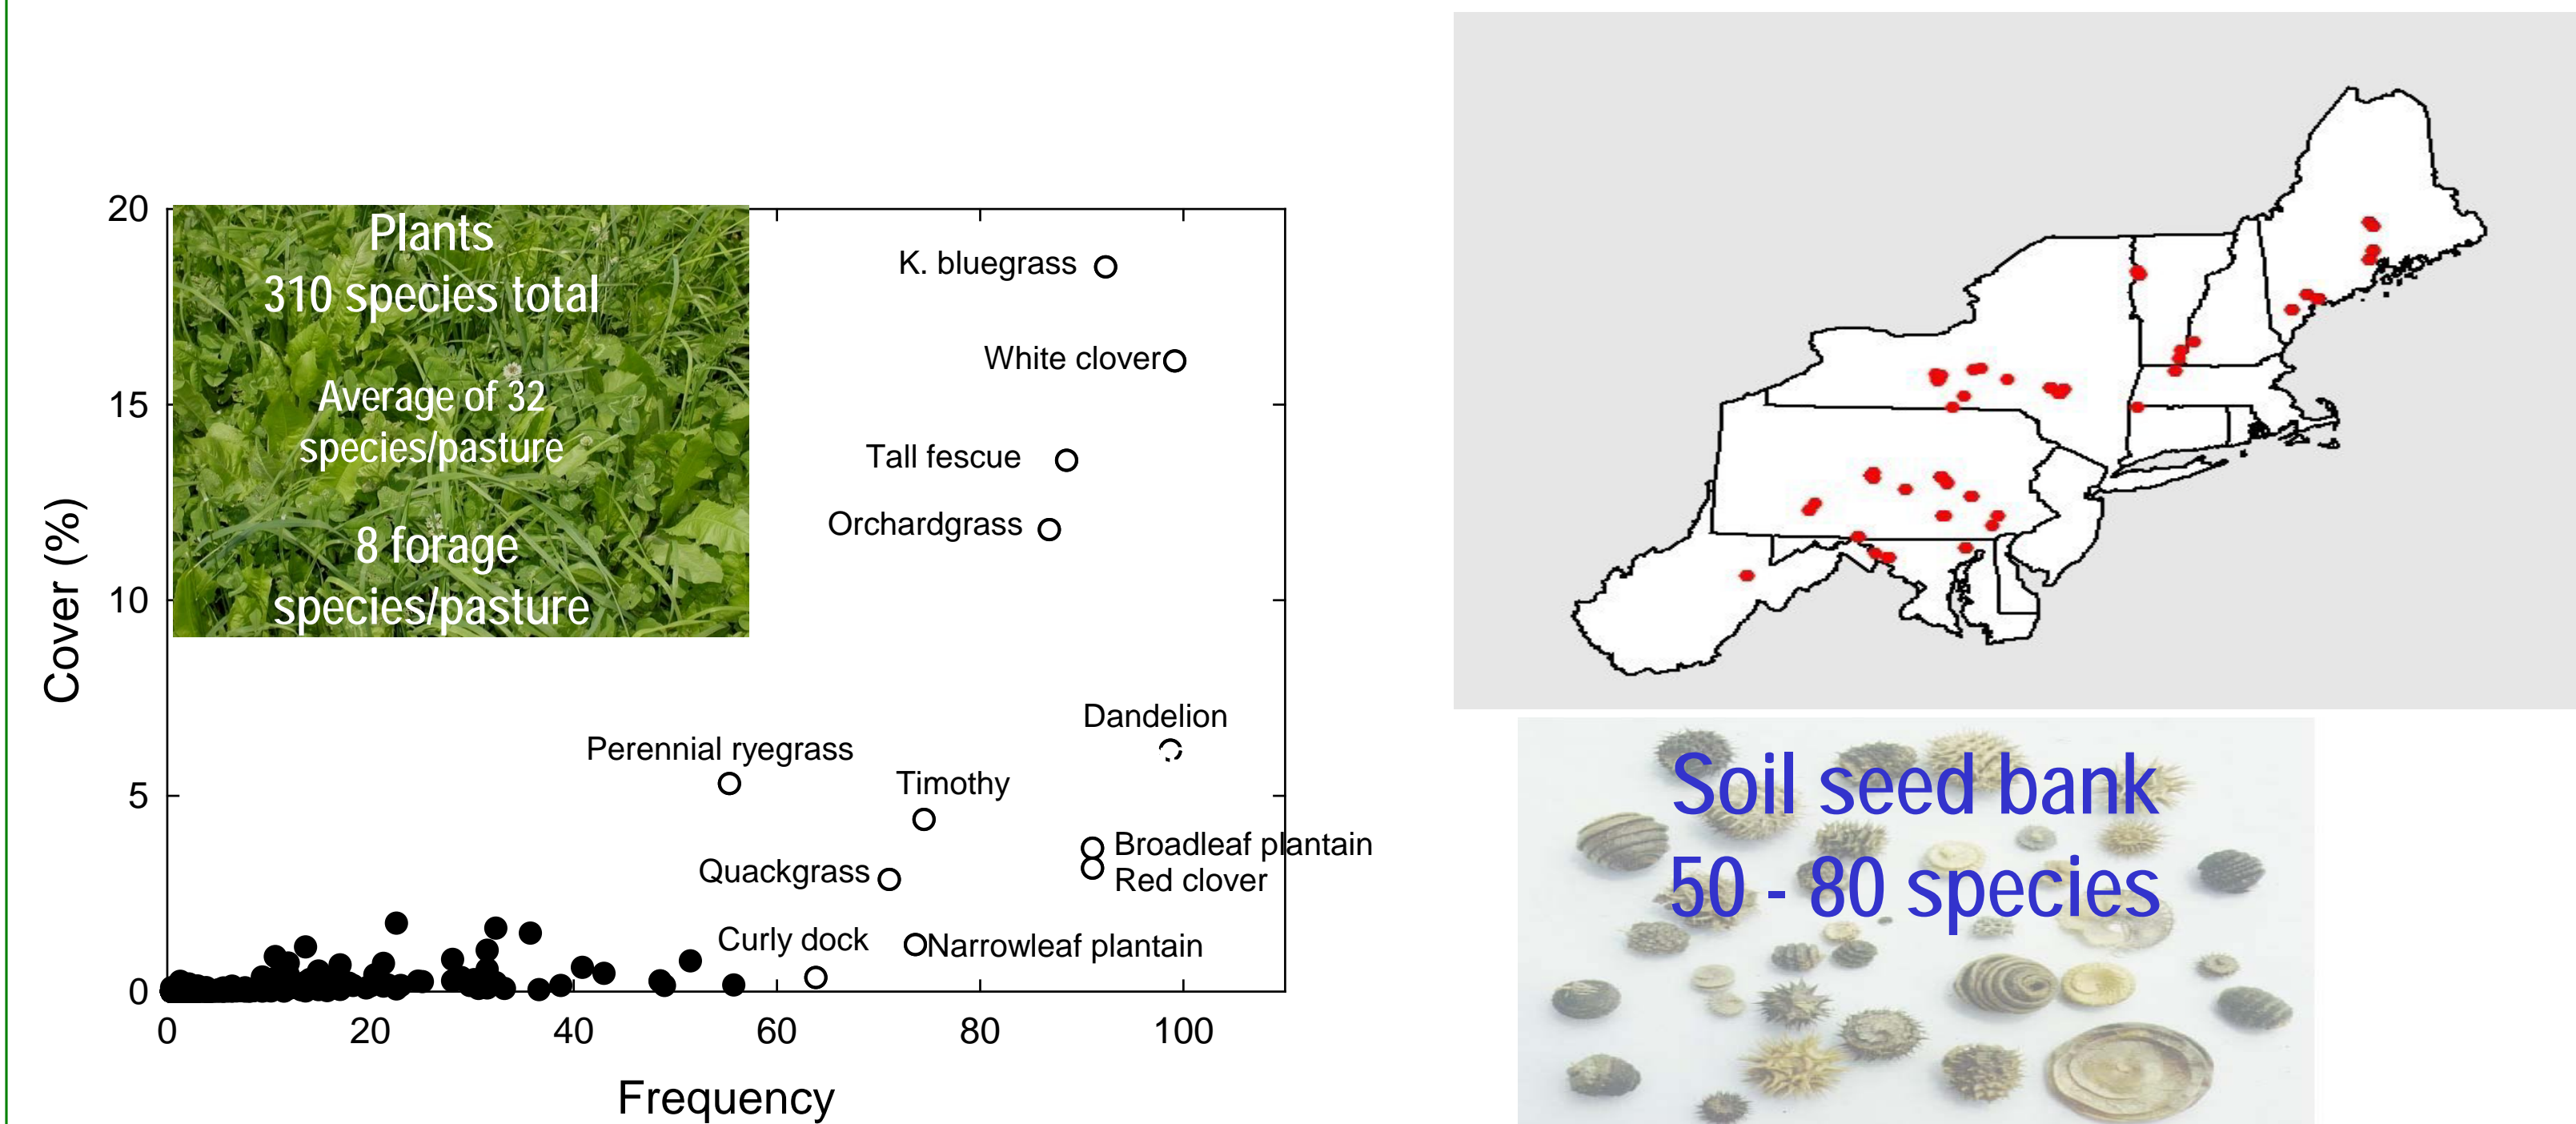 20
15
10
5
0
0
20
40
60
80
100
Cover (%)
Frequency
Plants
310 species total
Average of 32
species/pasture
8 forage
species/pasture
K. bluegrass
White clover
Tall fescue
Orchardgrass
Dandelion
Perennial ryegrass
Timothy
Broadleaf plantain
Quackgrass
Red clover
Curly dock
Narrowleaf plantain
Soil seed bank
50 - 80 species